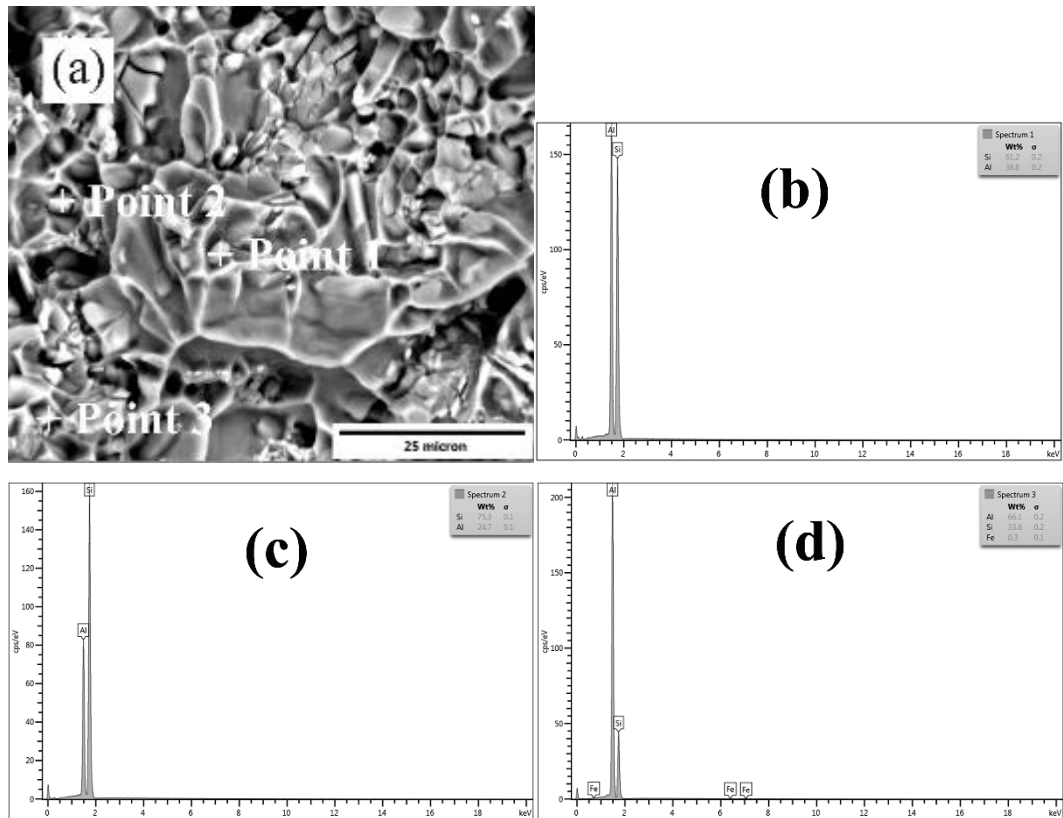 (a)
+ Point 2
+ Point 1
+ Point 3
25 micron
(b)
Al
Si
Spectrum 1
Wt% σ
Si 61.2 0.2
Al 38.8 0.2
150
100
50
0
cps/eV
0 2 4 6 8 10 12 14 16 18 keV
(c)
Si
Al
Spectrum 2
Wt% σ
Si 75.3 0.1
Al 24.7 0.1
160
140
120
100
80
60
40
20
0
cps/eV
0 2 4 6 8 10 12 14 16 18 keV
(d)
Al
Si
Fe
Fe
Fe
Spectrum 3
Wt% σ
Al 66.1 0.2
Si 33.6 0.2
Fe 0.3 0.1
200
150
100
50
0
cps/eV
0 2 4 6 8 10 12 14 16 18 keV